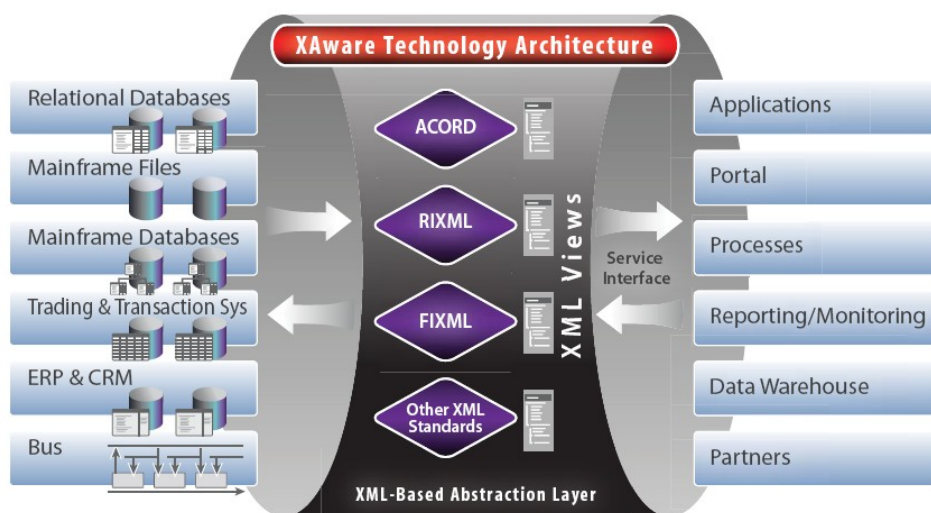 XAware Technology Architecture
Relational Databases
Mainframe Files
Mainframe Databases
Trading & Transaction Sys
ERP & CRM
Bus
ACORD
RIXML
FIXML
Other XML
Standards
XML Views
XML-Based Abstraction Layer
Service
Interface
Applications
Portal
Processes
Reporting/Monitoring
Data Warehouse
Partners